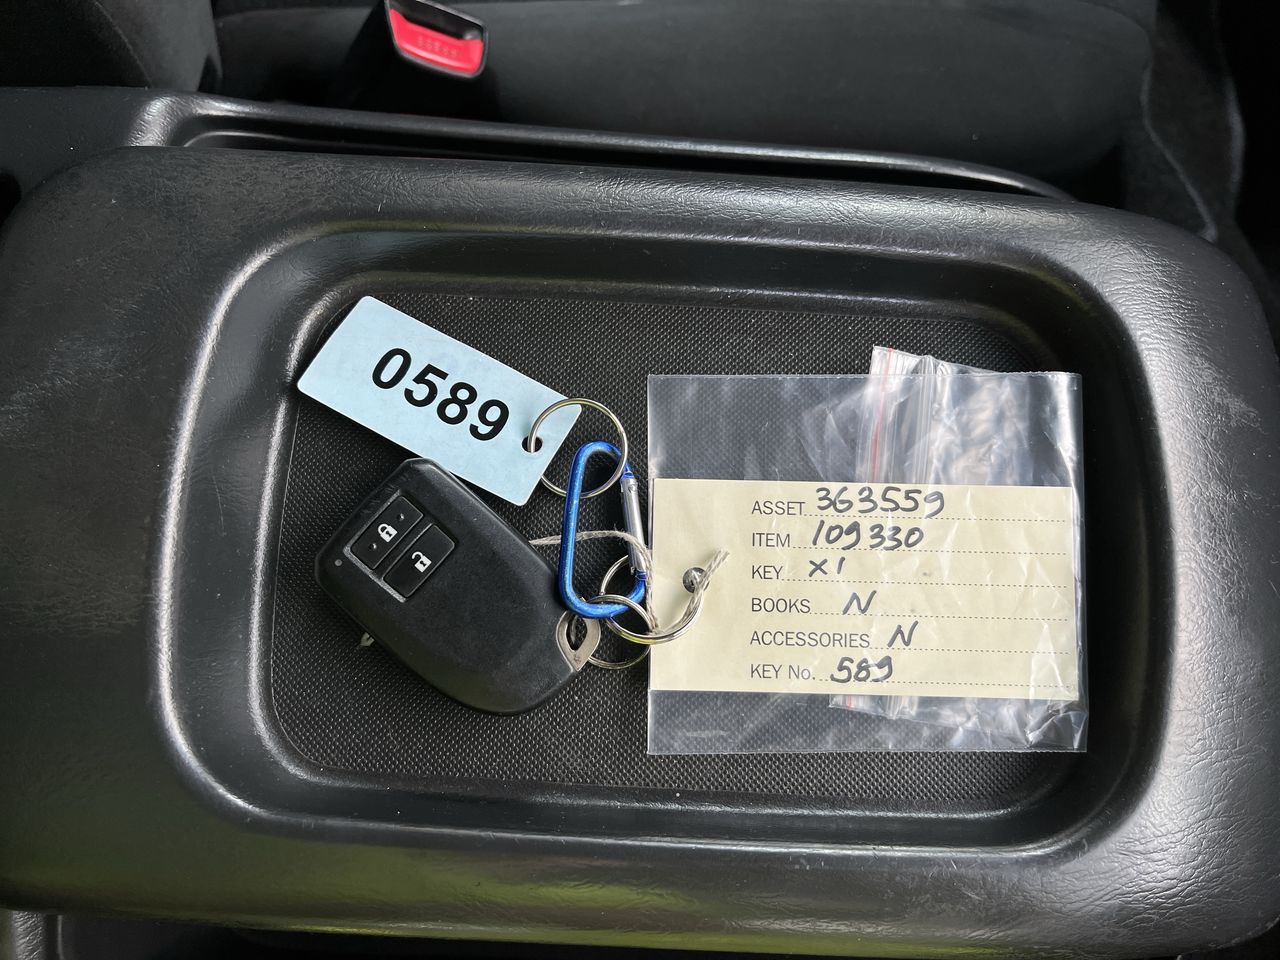 0589
ASSET 363559
ITEM 109330
KEY X1
BOOKS N
ACCESSORIES N
KEY No. 589